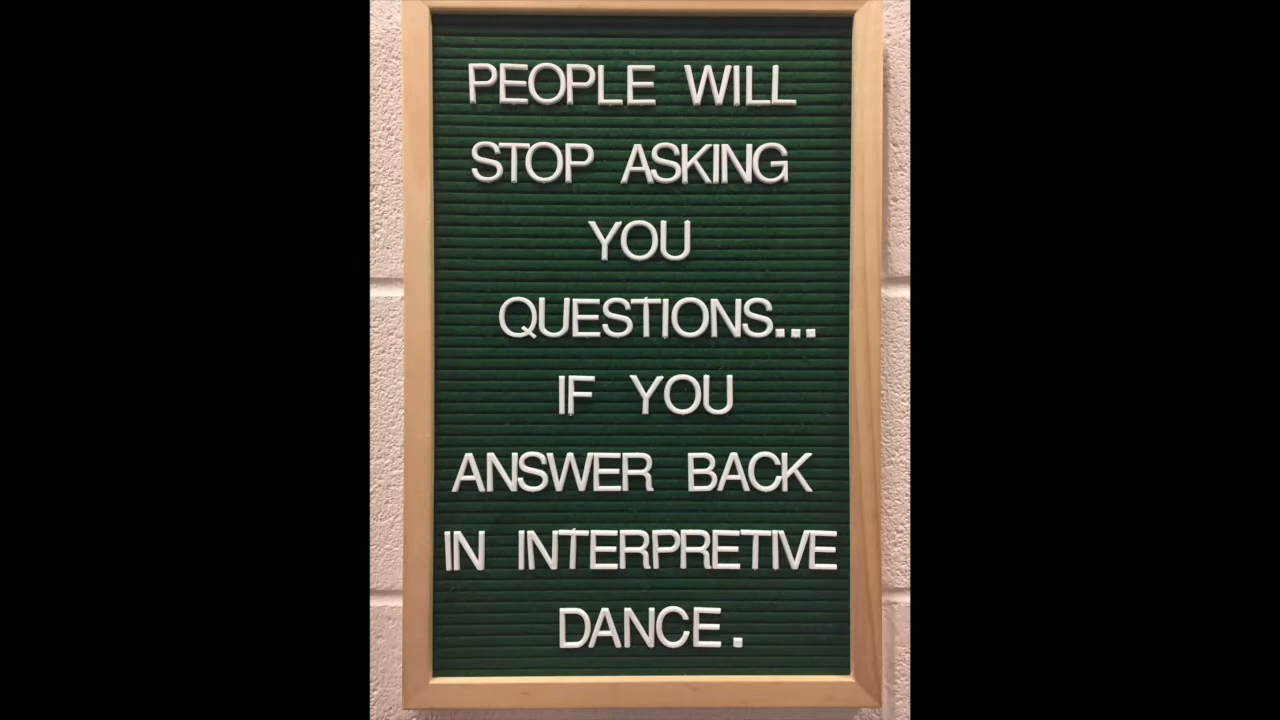 PEOPLE WILL
STOP ASKING
YOU
QUESTIONS...
IF YOU
ANSWER BACK
IN INTERPRETIVE
DANCE.